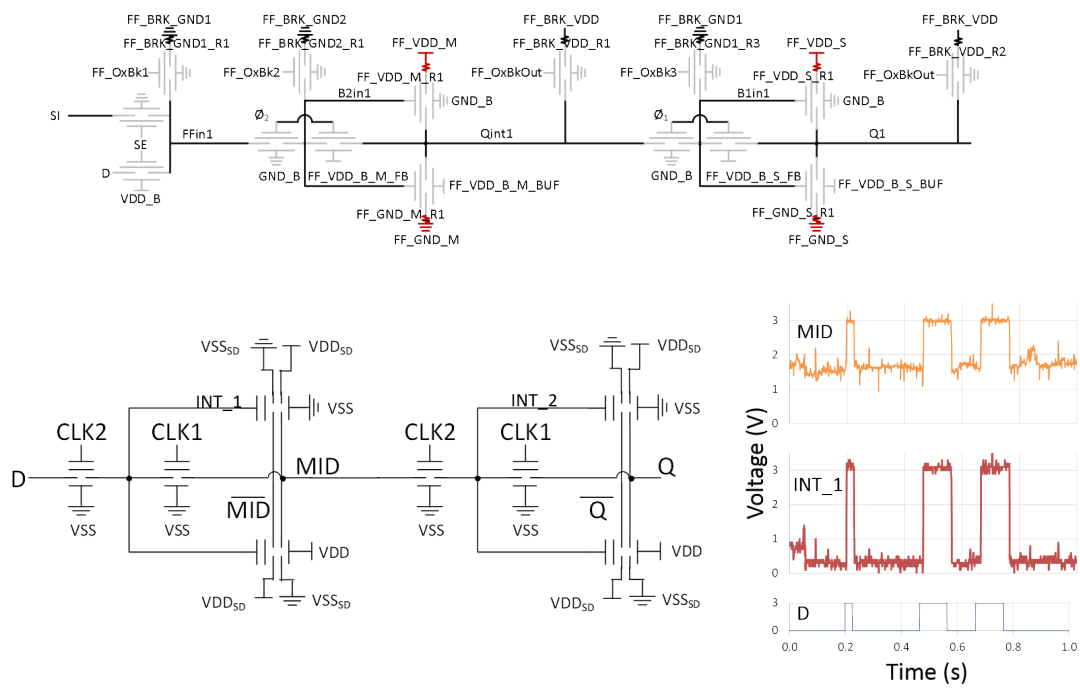 FF_BRK_GND1 FF_BRK_GND2 FF_BRK_VDD FF_BRK_GND1 FF_BRK_VDD
FF_BRK_GND1_R1 FF_BRK_GND2_R1 FF_VDD_M FF_BRK_VDD_R1 FF_BRK_GND1_R3 FF_VDD_S FF_BRK_VDD_R2
FF_OxBk1 FF_OxBk2 FF_VDD_M_R1 FF_OxBkOut FF_OxBk3 FF_VDD_S_R1 FF_OxBkOut
B2in1 GND_B B1in1 GND_B
SI Ø2 Ø1
SE FFin1 Qint1 Q1
D GND_B FF_VDD_B_M_FB FF_VDD_B_M_BUF GND_B FF_VDD_B_S_FB FF_VDD_B_S_BUF
VDD_B
FF_GND_M_R1 FF_GND_S_R1
FF_GND_M FF_GND_S
VSSSD VDDSD VSSSD VDDSD
INT_1 VSS INT_2 VSS
CLK2 CLK1 CLK2 CLK1
D MID Q
VSS VSS MID VSS VSS Q
VDD VDD
VDDSD VSSSD VDDSD VSSSD
MID
3
2
1
0
INT_1
3
2
1
0
D
3
0
Voltage (V)
0.0 0.2 0.4 0.6 0.8 1.0
Time (s)